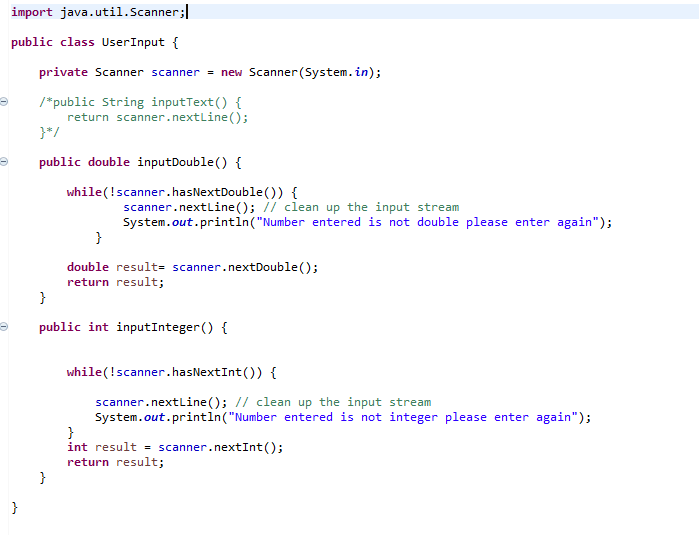 import java.util.Scanner;
public class UserInput {
private Scanner scanner = new Scanner(System.in);
/*public String inputText() {
return scanner.nextLine();
}*/
public double inputDouble() {
while(!scanner.hasNextDouble()) {
scanner.nextLine(); // clean up the input stream
System.out.println("Number entered is not double please enter again");
}
double result= scanner.nextDouble();
return result;
}
public int inputInteger() {
while(!scanner.hasNextInt()) {
scanner.nextLine(); // clean up the input stream
System.out.println("Number entered is not integer please enter again");
}
int result = scanner.nextInt();
return result;
}
}